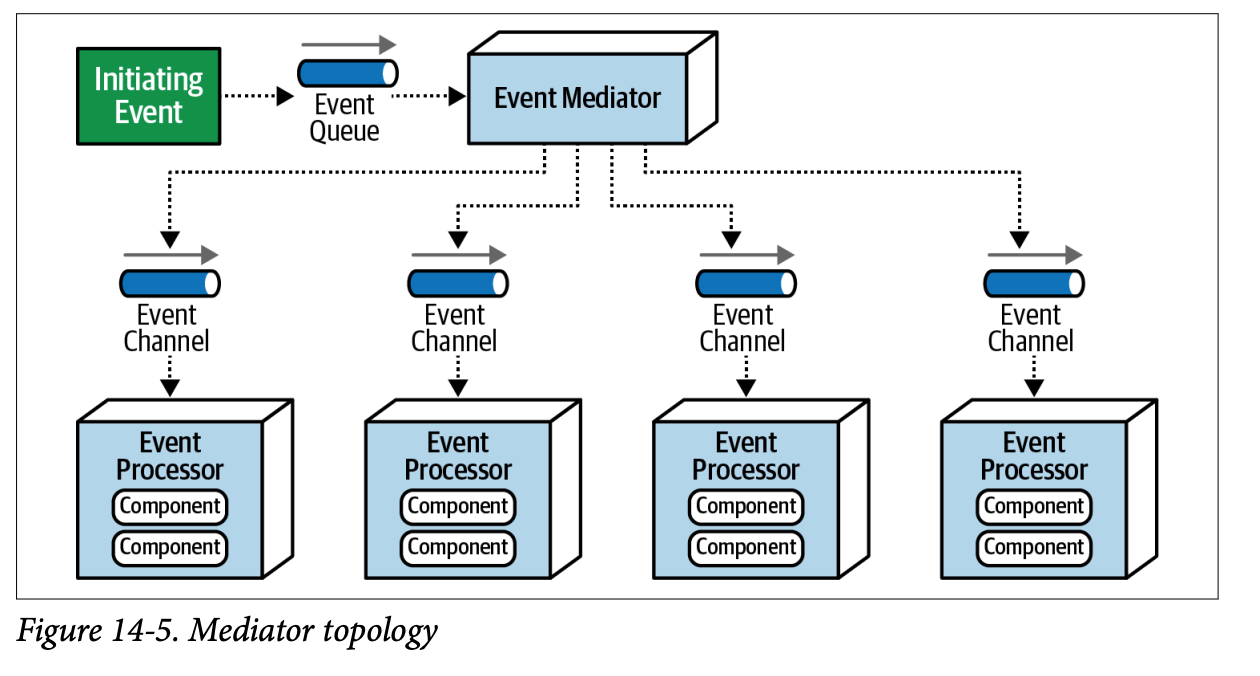 Initiating
Event
Event
Queue
Event Mediator
Event
Channel
Event
Channel
Event
Channel
Event
Channel
Event
Processor
Component
Component
Event
Processor
Component
Component
Event
Processor
Component
Component
Event
Processor
Component
Component
Figure 14-5. Mediator topology